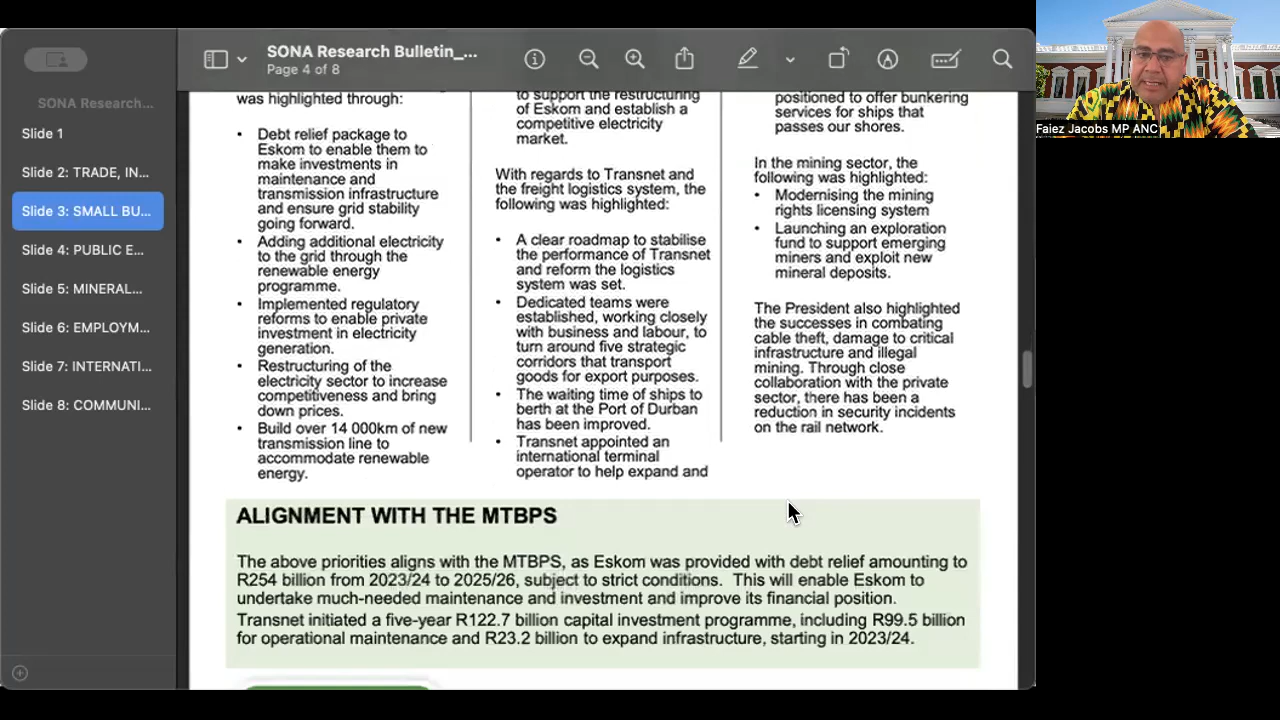 SONA Research Bulletin_...
Page 4 of 8
SONA Research...
Slide 1
Slide 2: TRADE, IN...
Slide 3: SMALL BU...
Slide 4: PUBLIC E...
Slide 5: MINERAL...
Slide 6: EMPLOYM...
Slide 7: INTERNATI...
Slide 8: COMMUNI...
was highlighted through:
• Debt relief package to
Eskom to enable them to
make investments in
maintenance and
transmission infrastructure
and ensure grid stability
going forward.
• Adding additional electricity
to the grid through the
renewable energy
programme.
• Implemented regulatory
reforms to enable private
investment in electricity
generation.
• Restructuring of the
electricity sector to increase
competitiveness and bring
down prices.
• Build over 14 000km of new
transmission line to
accommodate renewable
energy.
to support the restructuring
of Eskom and establish a
competitive electricity
market.
With regards to Transnet and
the freight logistics system, the
following was highlighted:
• A clear roadmap to stabilise
the performance of Transnet
and reform the logistics
system was set.
• Dedicated teams were
established, working closely
with business and labour, to
turn around five strategic
corridors that transport
goods for export purposes.
• The waiting time of ships to
berth at the Port of Durban
has been improved.
• Transnet appointed an
international terminal
operator to help expand and
positioned to offer bunkering
services for ships that
passes our shores.
In the mining sector, the
following was highlighted:
• Modernising the mining
rights licensing system
• Launching an exploration
fund to support emerging
miners and exploit new
mineral deposits.
The President also highlighted
the successes in combating
cable theft, damage to critical
infrastructure and illegal
mining. Through close
collaboration with the private
sector, there has been a
reduction in security incidents
on the rail network.
ALIGNMENT WITH THE MTBPS
The above priorities aligns with the MTBPS, as Eskom was provided with debt relief amounting to
R254 billion from 2023/24 to 2025/26, subject to strict conditions. This will enable Eskom to
undertake much-needed maintenance and investment and improve its financial position.
Transnet initiated a five-year R122.7 billion capital investment programme, including R99.5 billion
for operational maintenance and R23.2 billion to expand infrastructure, starting in 2023/24.
Faiez Jacobs MP ANC